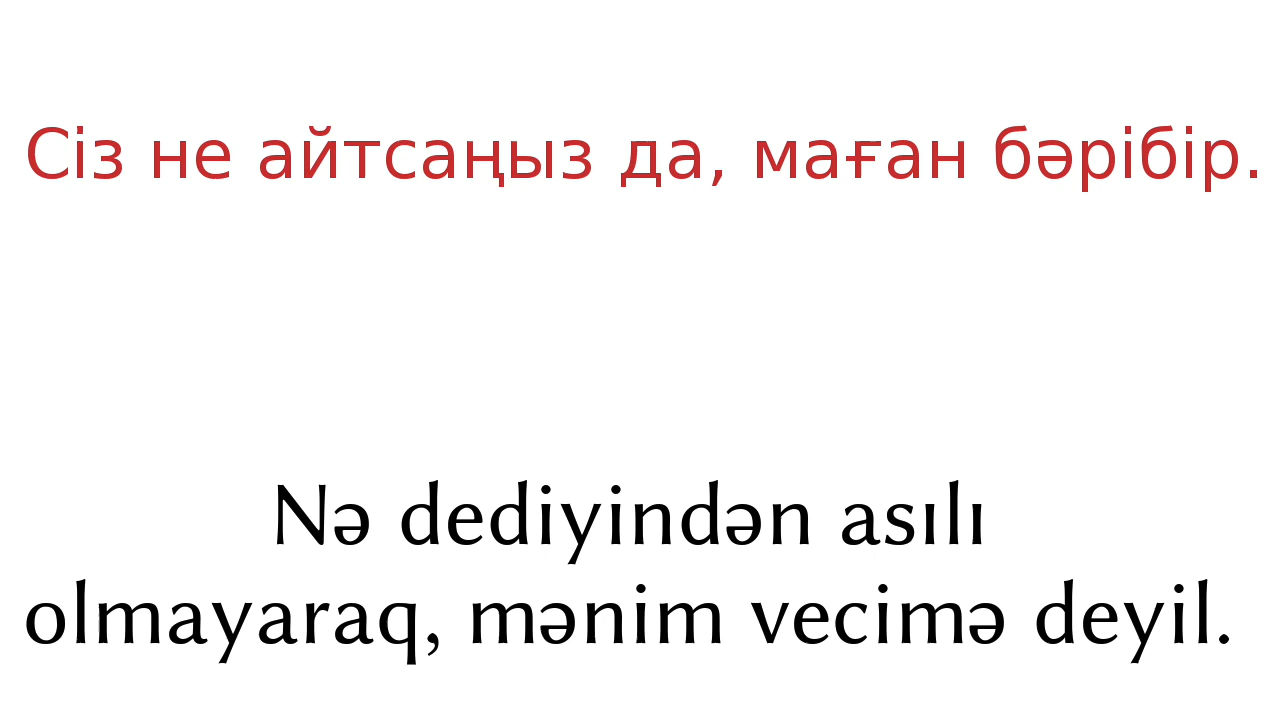 Сіз не айтсаңыз да, маған бәрібір.
Nə dediyindən asılı
olmayaraq, mənim vecimə deyil.